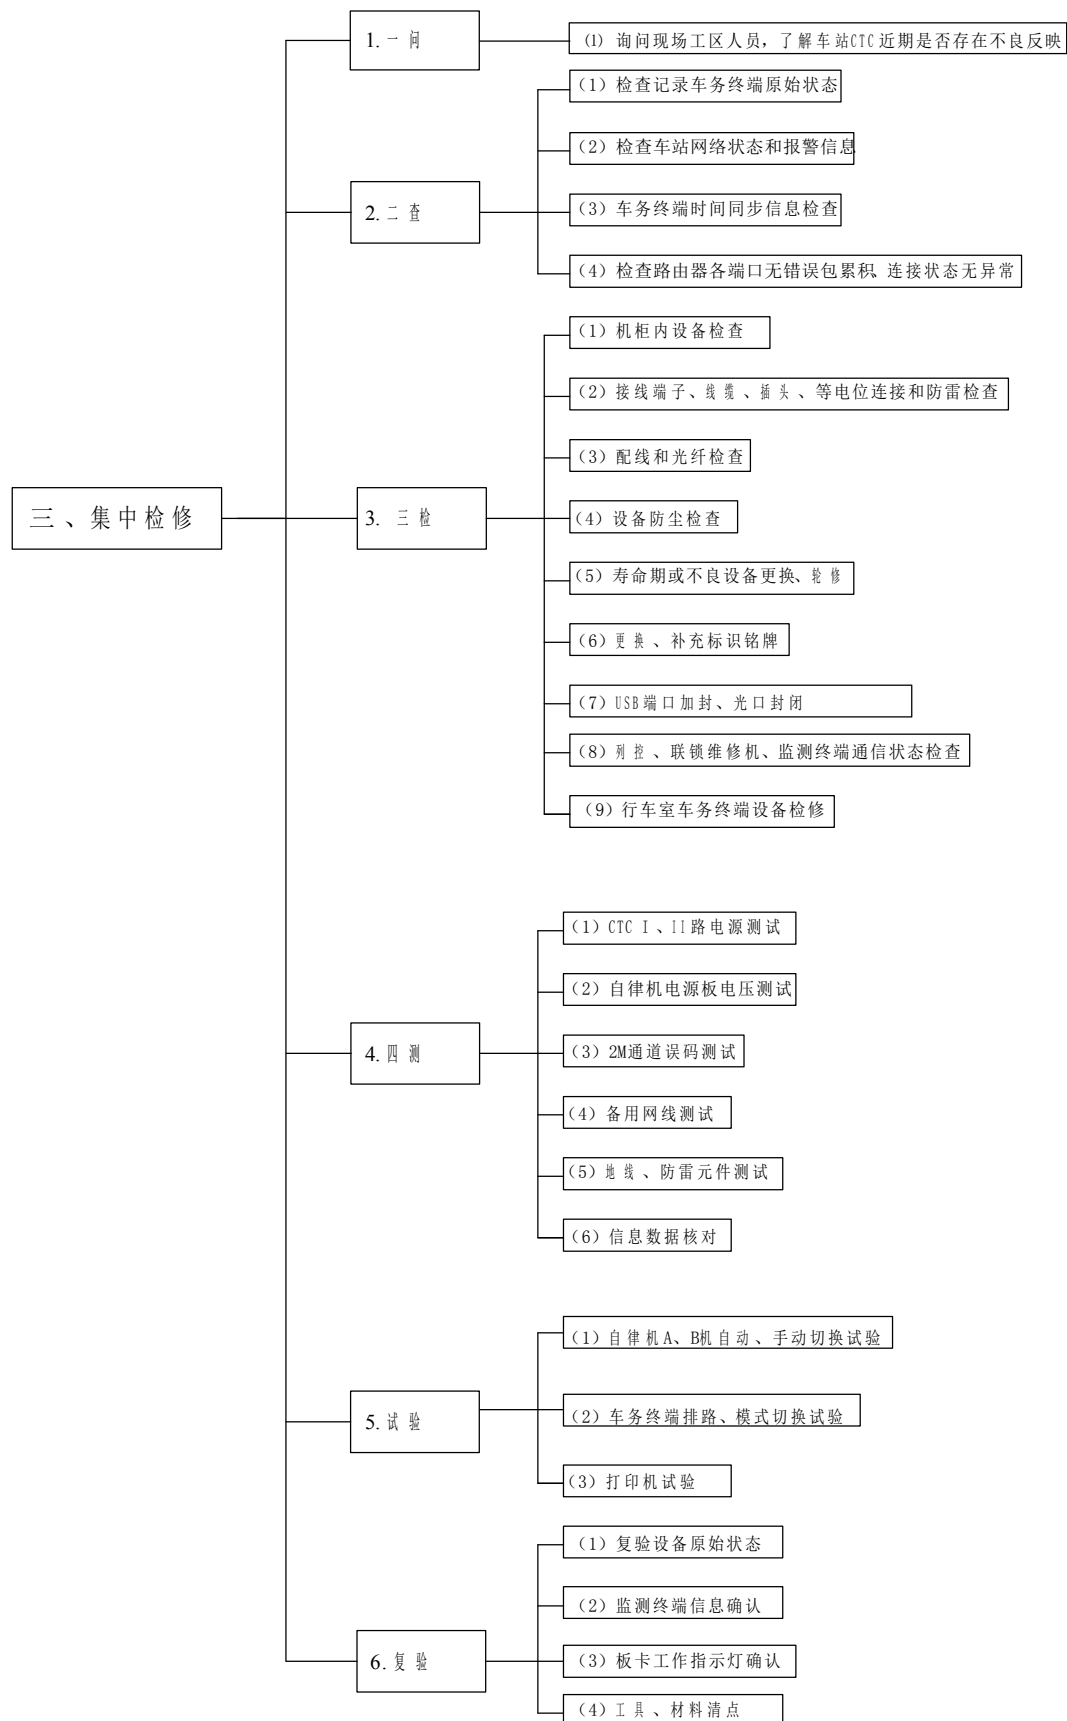 1. 一问
(1) 询问现场工区人员，了解车站CTC近期是否存在不良反映
2. 二查
（1）检查记录车务终端原始状态
（2）检查车站网络状态和报警信息
（3）车务终端时间同步信息检查
（4）检查路由器各端口无错误包累积、连接状态无异常
三、集中检修
3. 三检
（1）机柜内设备检查
（2）接线端子、线缆、插头、等电位连接和防雷检查
（3）配线和光纤检查
（4）设备防尘检查
（5）寿命期或不良设备更换、轮修
（6）更换、补充标识铭牌
（7）USB端口加封、光口封闭
（8）列控、联锁维修机、监测终端通信状态检查
（9）行车室车务终端设备检修
4. 四测
（1）CTC I、II路电源测试
（2）自律机电源板电压测试
（3）2M通道误码测试
（4）备用网线测试
（5）地线、防雷元件测试
（6）信息数据核对
5. 试验
（1）自律机A、B机自动、手动切换试验
（2）车务终端排路、模式切换试验
（3）打印机试验
6. 复验
（1）复验设备原始状态
（2）监测终端信息确认
（3）板卡工作指示灯确认
（4）工具、材料清点